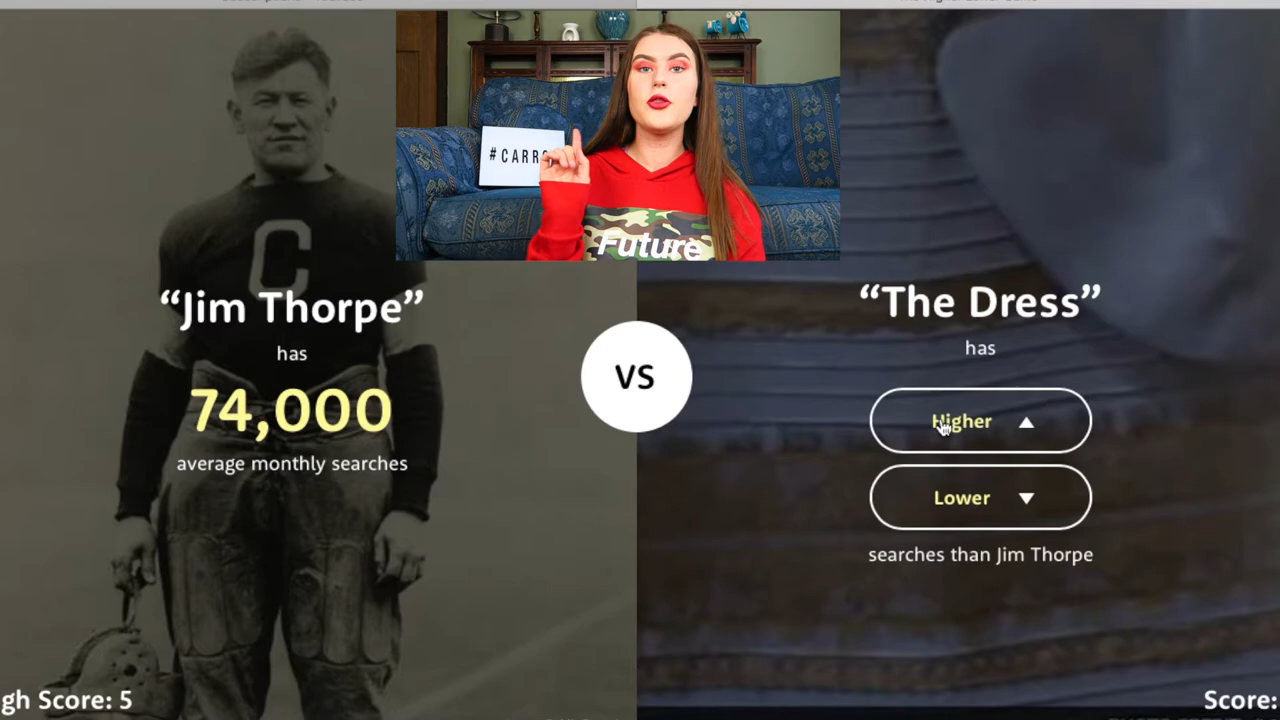 #CARR
Future
“Jim Thorpe”
has
74,000
average monthly searches
VS
“The Dress”
has
Higher
Lower
searches than Jim Thorpe
gh Score: 5
Score:
C